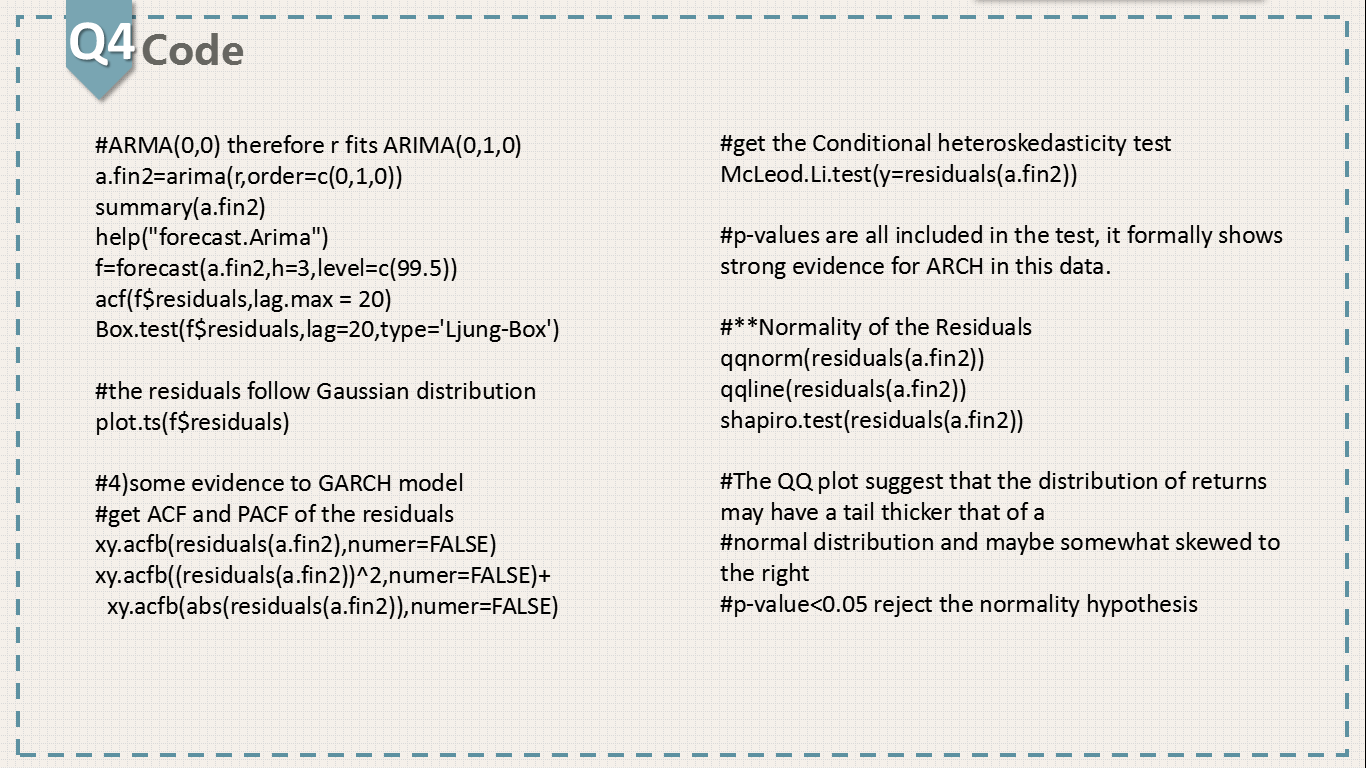 Q4 Code
#ARMA(0,0) therefore r fits ARIMA(0,1,0)
a.fin2=arima(r,order=c(0,1,0))
summary(a.fin2)
help("forecast.Arima")
f=forecast(a.fin2,h=3,level=c(99.5))
acf(f$residuals,lag.max = 20)
Box.test(f$residuals,lag=20,type='Ljung-Box')
#the residuals follow Gaussian distribution
plot.ts(f$residuals)
#4)some evidence to GARCH model
#get ACF and PACF of the residuals
xy.acfb(residuals(a.fin2),numer=FALSE)
xy.acfb((residuals(a.fin2))^2,numer=FALSE)+
xy.acfb(abs(residuals(a.fin2)),numer=FALSE)
#get the Conditional heteroskedasticity test
McLeod.Li.test(y=residuals(a.fin2))
#p-values are all included in the test, it formally shows
strong evidence for ARCH in this data.
#**Normality of the Residuals
qqnorm(residuals(a.fin2))
qqline(residuals(a.fin2))
shapiro.test(residuals(a.fin2))
#The QQ plot suggest that the distribution of returns
may have a tail thicker that of a
#normal distribution and maybe somewhat skewed to
the right
#p-value<0.05 reject the normality hypothesis